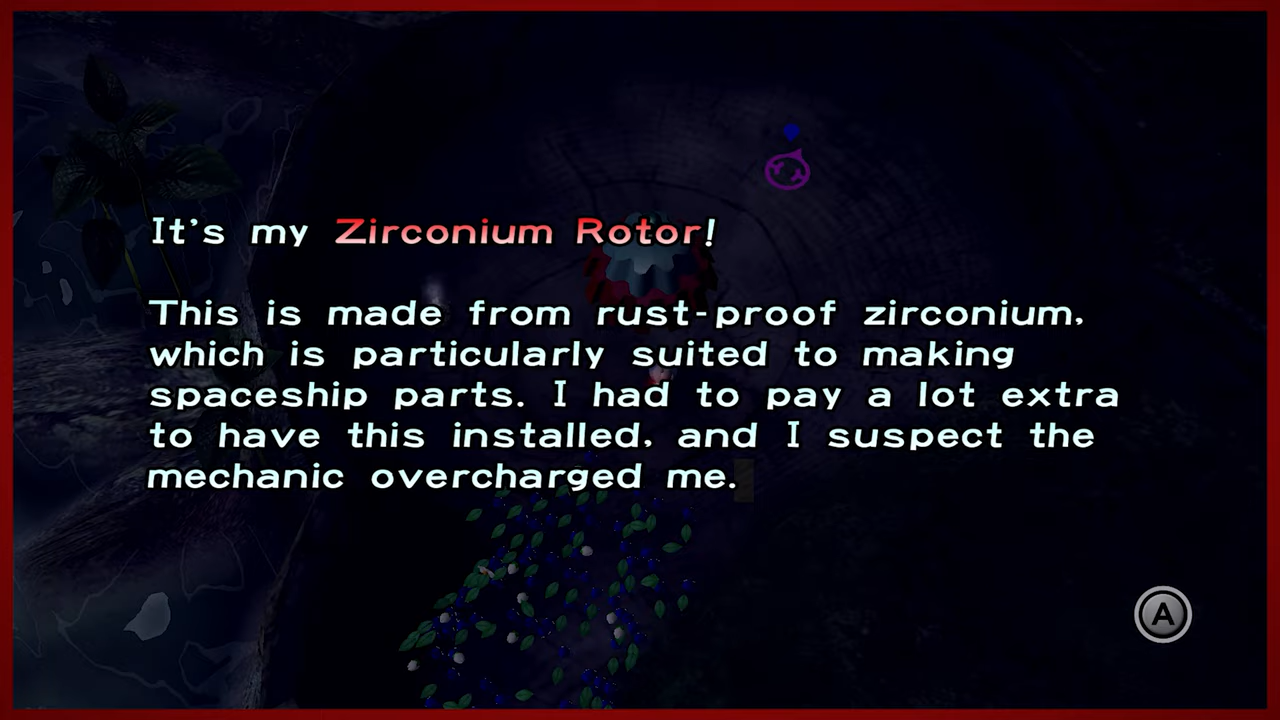 It's my Zirconium Rotor!
This is made from rust-proof zirconium,
which is particularly suited to making
spaceship parts. I had to pay a lot extra
to have this installed, and I suspect the
mechanic overcharged me.
A